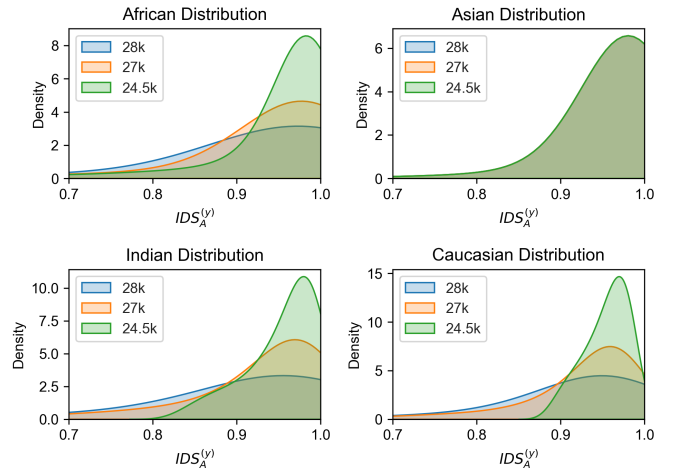 African Distribution
Density
8
6
4
2
0
28k
27k
24.5k
0.7 0.8 0.9 1.0
IDS_A^(y)
Asian Distribution
Density
6
4
2
0
28k
27k
24.5k
0.7 0.8 0.9 1.0
IDS_A^(y)
Indian Distribution
Density
10.0
7.5
5.0
2.5
0.0
28k
27k
24.5k
0.7 0.8 0.9 1.0
IDS_A^(y)
Caucasian Distribution
Density
15
10
5
0
28k
27k
24.5k
0.7 0.8 0.9 1.0
IDS_A^(y)